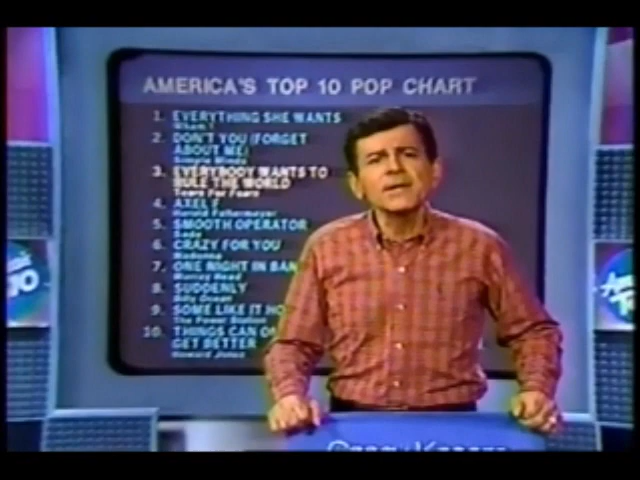 AMERICA'S TOP 10 POP CHART
1. EVERYTHING SHE WANTS
Wham!
2. DON'T YOU (FORGET
ABOUT ME)
Simple Minds
3. EVERYBODY WANTS TO
RULE THE WORLD
Tears For Fears
4. AXEL F
Harold Faltermeyer
5. SMOOTH OPERATOR
Sade
6. CRAZY FOR YOU
Madonna
7. ONE NIGHT IN BAN
Murray Head
8. SUDDENLY
Billy Ocean
9. SOME LIKE IT HO
The Power Station
10. THINGS CAN ON
GET BETTER
Howard Jones